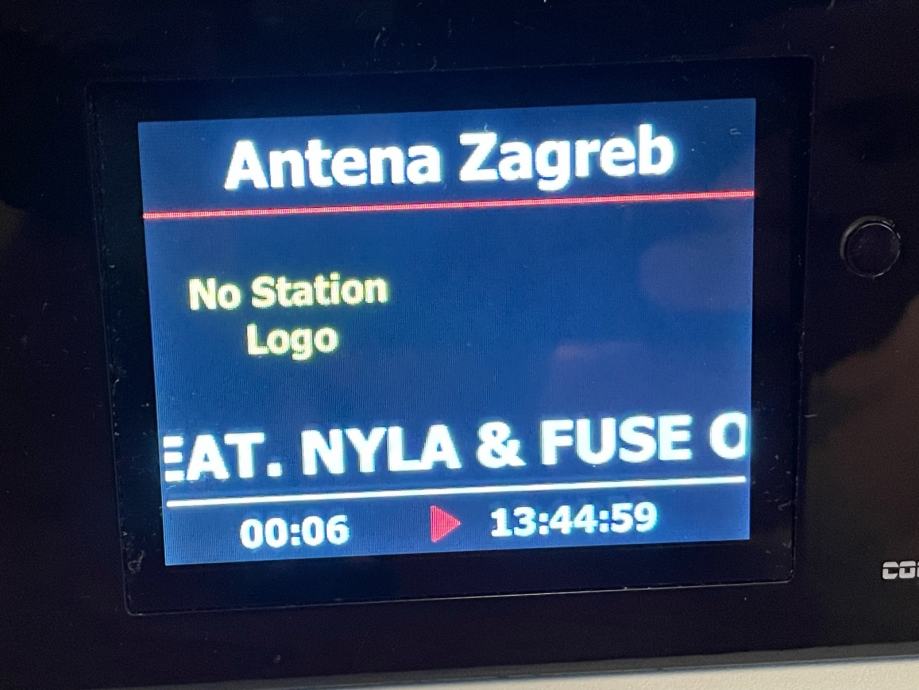 Antena Zagreb
No Station
Logo
EAT. NYLA & FUSE O
00:06 13:44:59